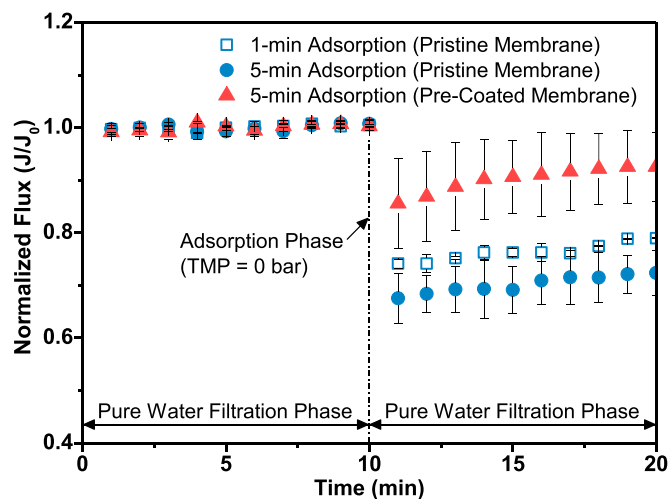 1.2
1.0
0.8
0.6
0.4
Normalized Flux (J/J₀)
1-min Adsorption (Pristine Membrane)
5-min Adsorption (Pristine Membrane)
5-min Adsorption (Pre-Coated Membrane)
Adsorption Phase
(TMP = 0 bar)
Pure Water Filtration Phase
Pure Water Filtration Phase
0 5 10 15 20
Time (min)